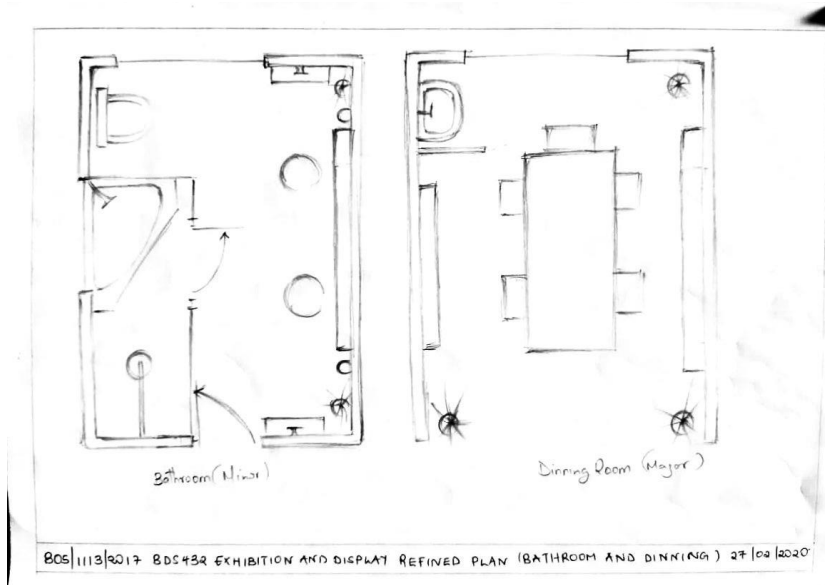 Bathroom (Minor)
Dinning Room (Major)
B05/1113/2017 BDS432 EXHIBITION AND DISPLAY REFINED PLAN (BATHROOM AND DINNING) 27/02/2020